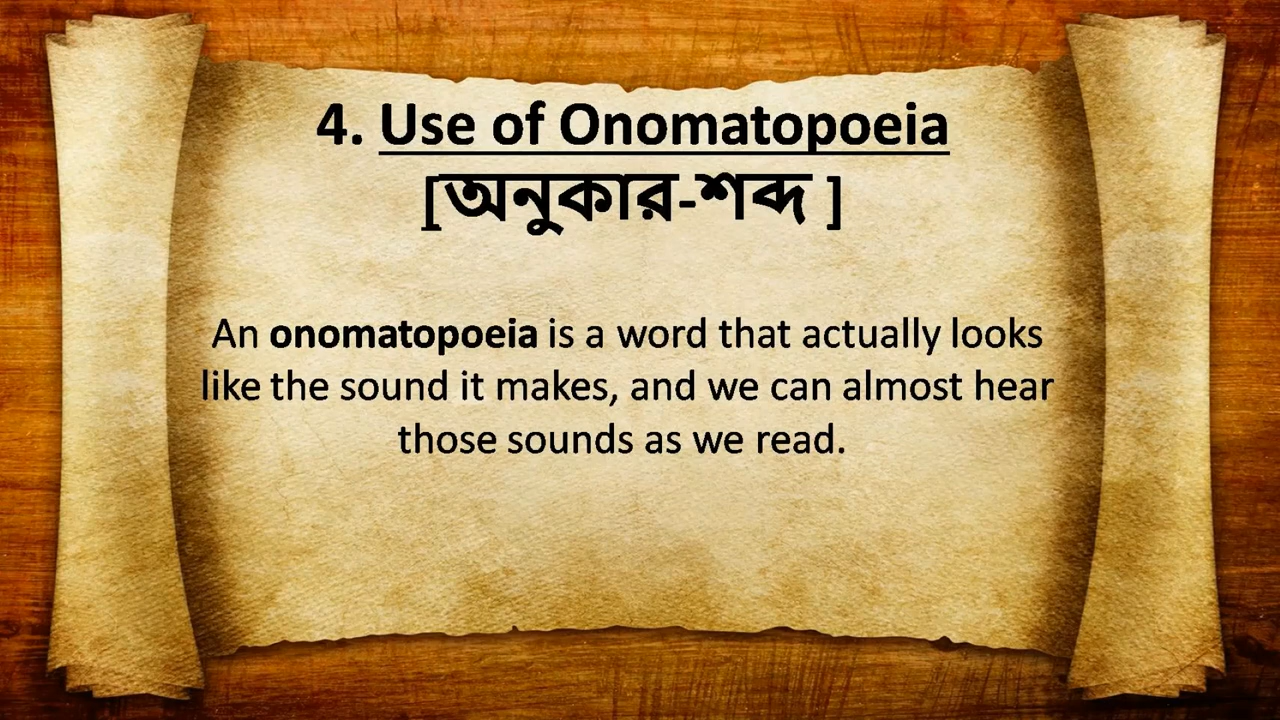 4. Use of Onomatopoeia
[অনুকার-শব্দ ]
An onomatopoeia is a word that actually looks
like the sound it makes, and we can almost hear
those sounds as we read.